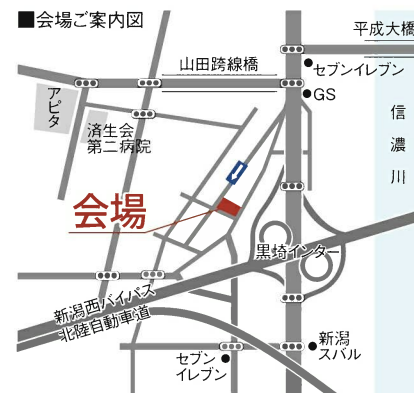 ■会場ご案内図
平成大橋
山田跨線橋
セブンイレブン
GS
アピタ
済生会
第二病院
信濃川
会場
黒埼インター
新潟西バイパス
北陸自動車道
セブン
イレブン
新潟
スバル